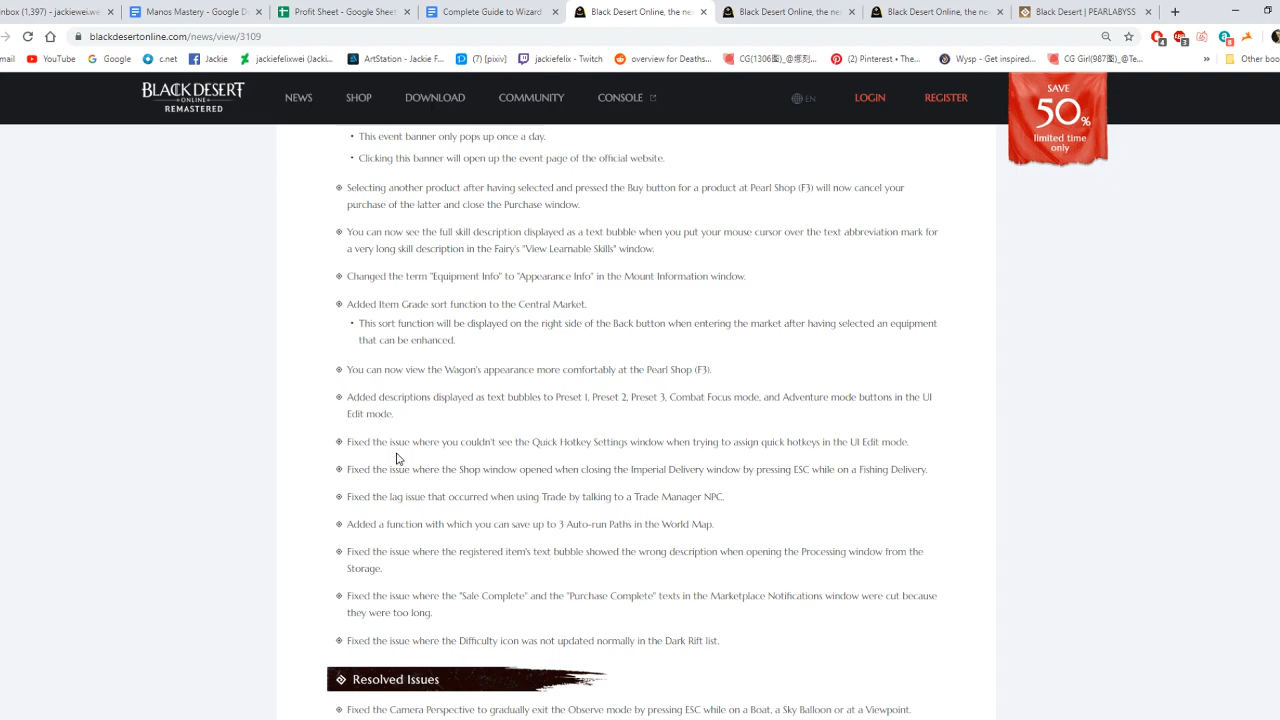 Inbox (1,397) - jackieweiwei
Manos Mastery - Google D
Profit Sheet - Google Sheet
Complete Guide to Wizard
Black Desert Online, the ne
Black Desert Online, the ne
Black Desert Online, the ne
Black Desert | PEARLABYSS
blackdesertonline.com/news/view/3109
mail
YouTube
Google
c.net
Jackie
ArtStation - Jackief...
[pixiv]
jackiefelix - Twitch
overview for Deaths...
Pinterest • The...
Wysp - Get inspired...
Other boo
BLACK DESERT
ONLINE
REMASTERED
NEWS
SHOP
DOWNLOAD
COMMUNITY
CONSOLE
EN
LOGIN
REGISTER
SAVE
50%
limited time
only
• This event banner only pops up once a day.
• Clicking this banner will open up the event page of the official website.
Selecting another product after having selected and pressed the Buy button for a product at Pearl Shop (F3) will now cancel your
purchase of the latter and close the Purchase window.
You can now see the full skill description displayed as a text bubble when you put your mouse cursor over the text abbreviation mark for
a very long skill description in the Fairy's "View Learnable Skills" window.
Changed the term "Equipment Info" to "Appearance Info" in the Mount Information window.
Added Item Grade sort function to the Central Market.
• This sort function will be displayed on the right side of the Back button when entering the market after having selected an equipment
that can be enhanced.
You can now view the Wagon's appearance more comfortably at the Pearl Shop (F3).
Added descriptions displayed as text bubbles to Preset 1, Preset 2, Preset 3, Combat Focus mode, and Adventure mode buttons in the UI
Edit mode.
Fixed the issue where you couldn't see the Quick Hotkey Settings window when trying to assign quick hotkeys in the UI Edit mode.
Fixed the issue where the Shop window opened when closing the Imperial Delivery window by pressing ESC while on a Fishing Delivery.
Fixed the lag issue that occurred when using Trade by talking to a Trade Manager NPC.
Added a function with which you can save up to 3 Auto-run Paths in the World Map.
Fixed the issue where the registered item's text bubble showed the wrong description when opening the Processing window from the
Storage.
Fixed the issue where the "Sale Complete" and the "Purchase Complete" texts in the Marketplace Notifications window were cut because
they were too long.
Fixed the issue where the Difficulty icon was not updated normally in the Dark Rift list.
Resolved Issues
Fixed the Camera Perspective to gradually exit the Observe mode by pressing ESC while on a Boat, a Sky Balloon or at a Viewpoint.